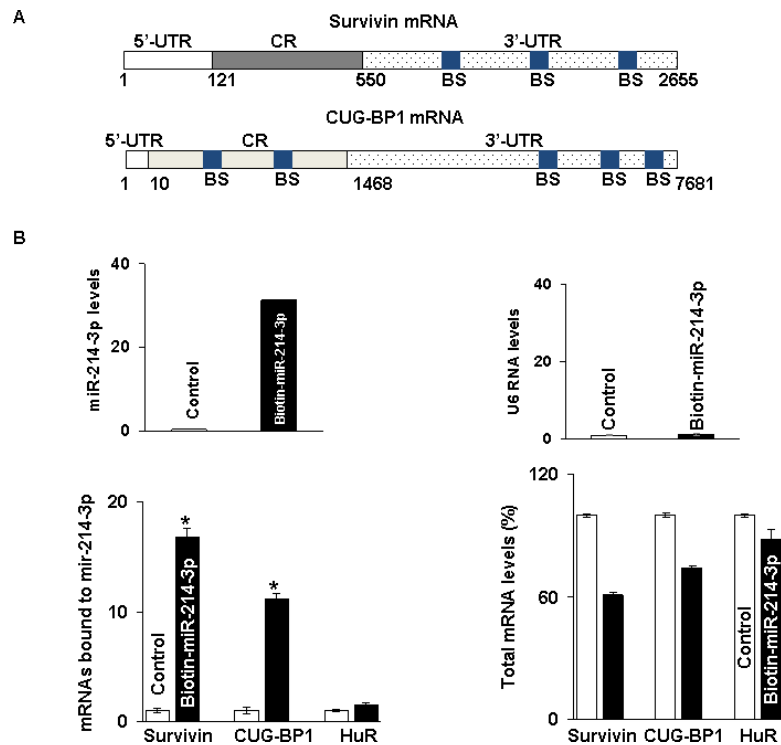 A
Survivin mRNA
5'-UTR CR 3'-UTR
1 121 550 BS BS BS 2655
CUG-BP1 mRNA
5'-UTR CR 3'-UTR
1 10 BS BS 1468 BS BS BS 7681
B
miR-214-3p levels
40
20
0
Control
Biotin-miR-214-3p
U6 RNA levels
40
20
0
Control
Biotin-miR-214-3p
mRNAs bound to mir-214-3p
20
10
0
Control
Biotin-miR-214-3p
*
*
Survivin CUG-BP1 HuR
Total mRNA levels (%)
120
60
0
Control
Biotin-miR-214-3p
Survivin CUG-BP1 HuR